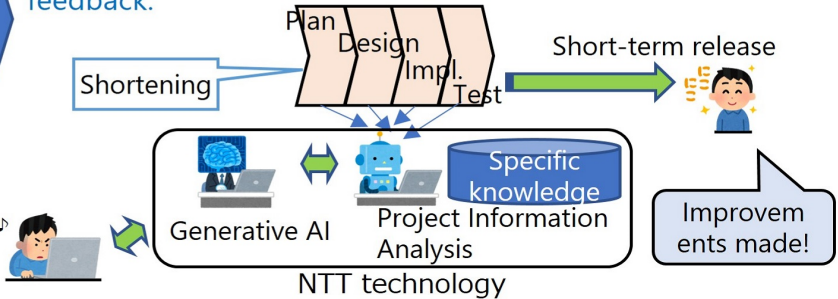 feedback.
Plan
Design
Impl.
Test
Shortening
Short-term release
Specific
knowledge
Generative AI
Project Information
Analysis
Improvem
ents made!
NTT technology